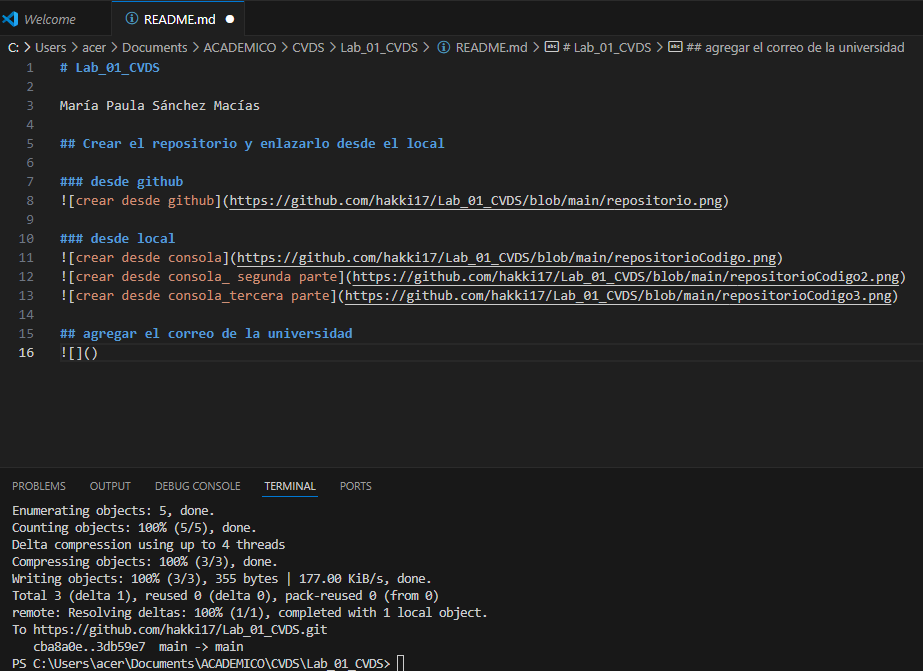 Welcome
README.md
C: > Users > acer > Documents > ACADEMICO > CVDS > Lab_01_CVDS > README.md > # Lab_01_CVDS > ## agregar el correo de la universidad
1 # Lab_01_CVDS
2
3 María Paula Sánchez Macías
4
5 ## Crear el repositorio y enlazarlo desde el local
6
7 ### desde github
8 ![crear desde github](https://github.com/hakki17/Lab_01_CVDS/blob/main/repositorio.png)
9
10 ### desde local
11 ![crear desde consola](https://github.com/hakki17/Lab_01_CVDS/blob/main/repositorioCodigo.png)
12 ![crear desde consola_ segunda parte](https://github.com/hakki17/Lab_01_CVDS/blob/main/repositorioCodigo2.png)
13 ![crear desde consola_tercera parte](https://github.com/hakki17/Lab_01_CVDS/blob/main/repositorioCodigo3.png)
14
15 ## agregar el correo de la universidad
16 ![]()
PROBLEMS OUTPUT DEBUG CONSOLE TERMINAL PORTS
Enumerating objects: 5, done.
Counting objects: 100% (5/5), done.
Delta compression using up to 4 threads
Compressing objects: 100% (3/3), done.
Writing objects: 100% (3/3), 355 bytes | 177.00 KiB/s, done.
Total 3 (delta 1), reused 0 (delta 0), pack-reused 0 (from 0)
remote: Resolving deltas: 100% (1/1), completed with 1 local object.
To https://github.com/hakki17/Lab_01_CVDS.git
cba8a0e..3db59e7 main -> main
PS C:\Users\acer\Documents\ACADEMICO\CVDS\Lab_01_CVDS>